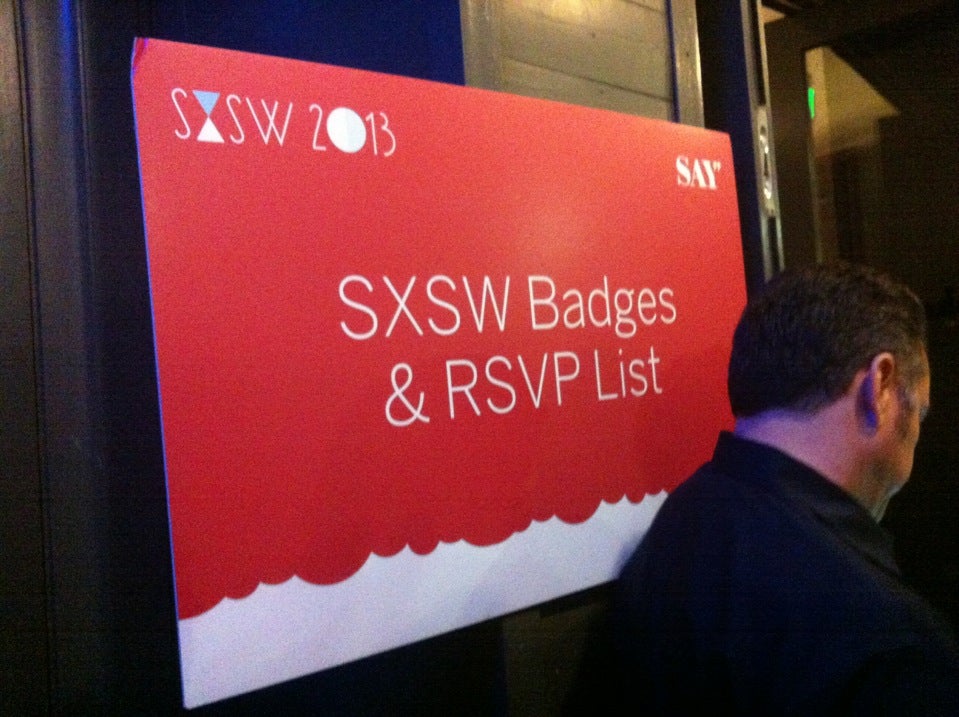 SXSW 2013
SAY
SXSW Badges
& RSVP List